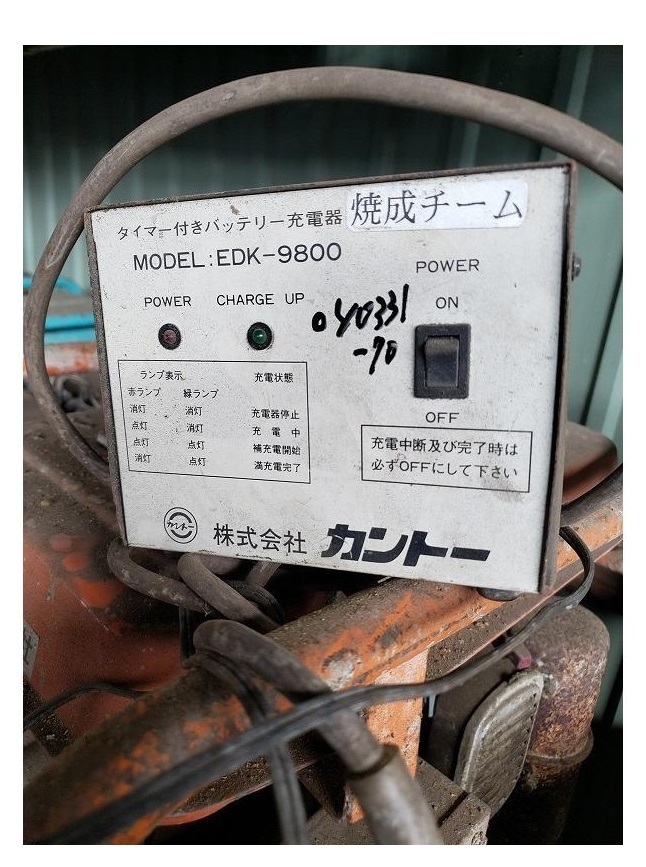 タイマー付きバッテリー充電器
焼成チーム
MODEL:EDK-9800
POWER
CHARGE UP
POWER
ON
040331
-70
OFF
ランプ表示 充電状態
赤ランプ 緑ランプ
消灯 消灯 充電器停止
点灯 消灯 充電中
点灯 点灯 補充電開始
消灯 点灯 満充電完了
充電中断及び完了時は
必ずOFFにして下さい
カントー
株式会社 カントー